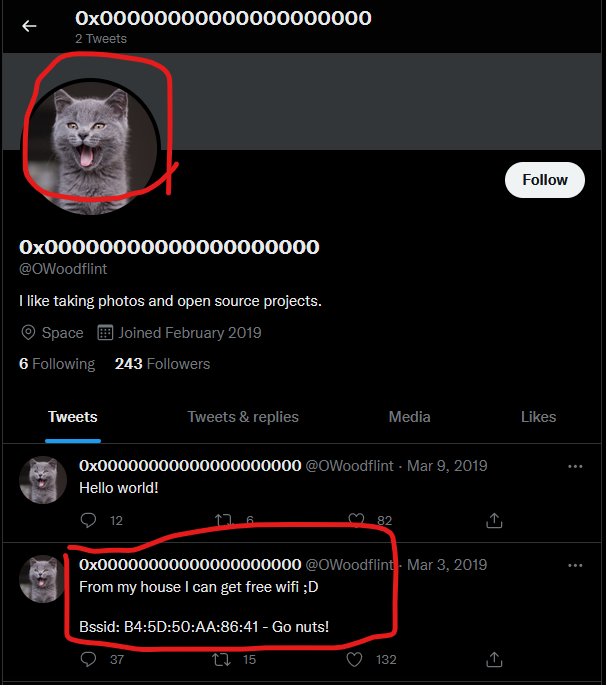 0x00000000000000000000
2 Tweets
Follow
0x00000000000000000000
@OWoodflint
I like taking photos and open source projects.
Space Joined February 2019
6 Following 243 Followers
Tweets Tweets & replies Media Likes
0x00000000000000000000 @OWoodflint · Mar 9, 2019
Hello world!
12 6 82
0x00000000000000000000 @OWoodflint · Mar 3, 2019
From my house I can get free wifi ;D
Bssid: B4:5D:50:AA:86:41 - Go nuts!
37 15 132